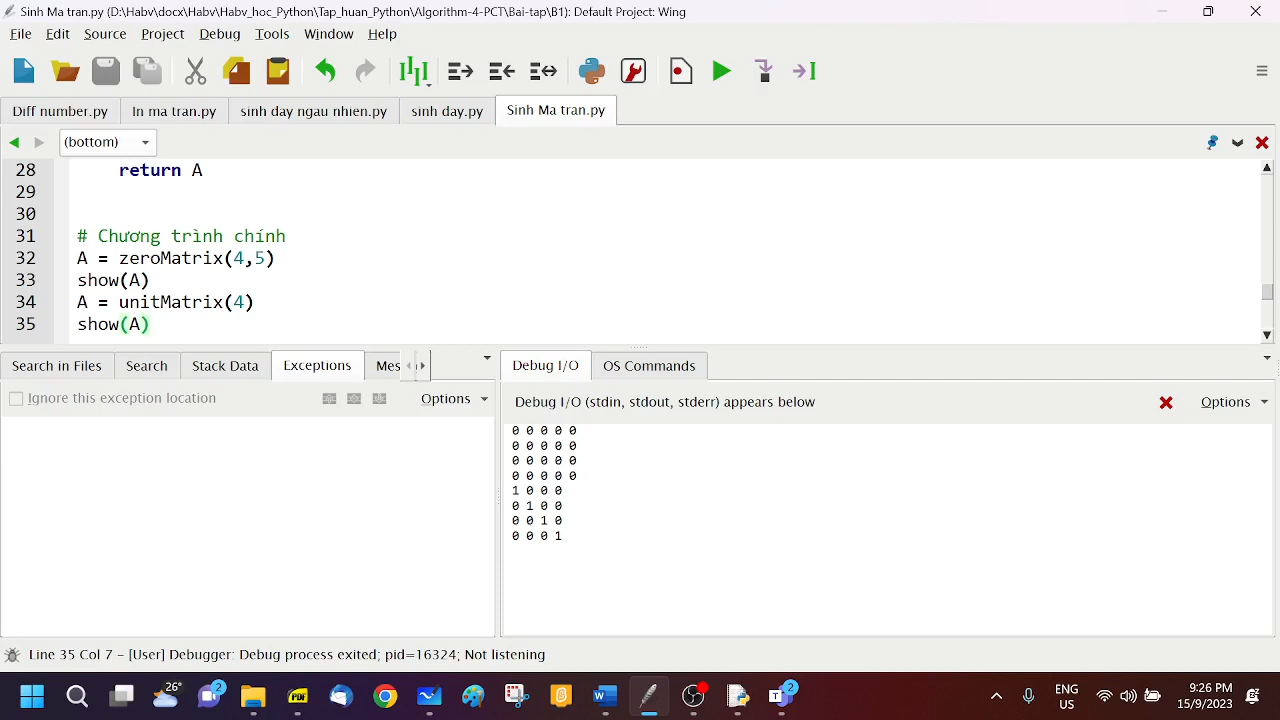 Sinh Ma tran.py (D:\Habv\docx\Habv\Habv_hoc_Python\Tap_huan_Python\Algorithm-4-PCT\Bai-tap\B1): Default Project: Wing
File Edit Source Project Debug Tools Window Help
Diff number.py In ma tran.py sinh day ngau nhien.py sinh day.py Sinh Ma tran.py
(bottom)
28 return A
29
30
31 # Chương trình chính
32 A = zeroMatrix(4,5)
33 show(A)
34 A = unitMatrix(4)
35 show(A)
Search in Files Search Stack Data Exceptions Mes
Debug I/O OS Commands
Ignore this exception location Options
Debug I/O (stdin, stdout, stderr) appears below Options
0 0 0 0 0
0 0 0 0 0
0 0 0 0 0
0 0 0 0 0
1 0 0 0
0 1 0 0
0 0 1 0
0 0 0 1
Line 35 Col 7 – [User] Debugger: Debug process exited; pid=16324; Not listening
26° 2 PDF 2
ENG
US
9:26 PM
15/9/2023